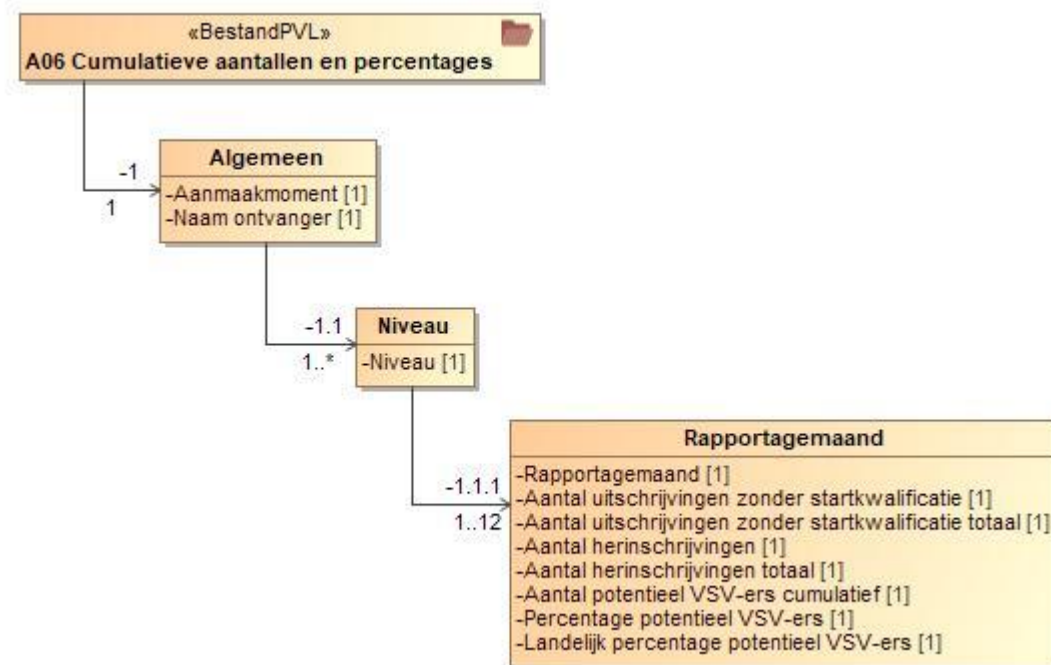 «BestandPVL»
A06 Cumulatieve aantallen en percentages
-1
1
Algemeen
-Aanmaakmoment [1]
-Naam ontvanger [1]
-1.1
1..*
Niveau
-Niveau [1]
-1.1.1
1..12
Rapportagemaand
-Rapportagemaand [1]
-Aantal uitschrijvingen zonder startkwalificatie [1]
-Aantal uitschrijvingen zonder startkwalificatie totaal [1]
-Aantal herinschrijvingen [1]
-Aantal herinschrijvingen totaal [1]
-Aantal potentieel VSV-ers cumulatief [1]
-Percentage potentieel VSV-ers [1]
-Landelijk percentage potentieel VSV-ers [1]